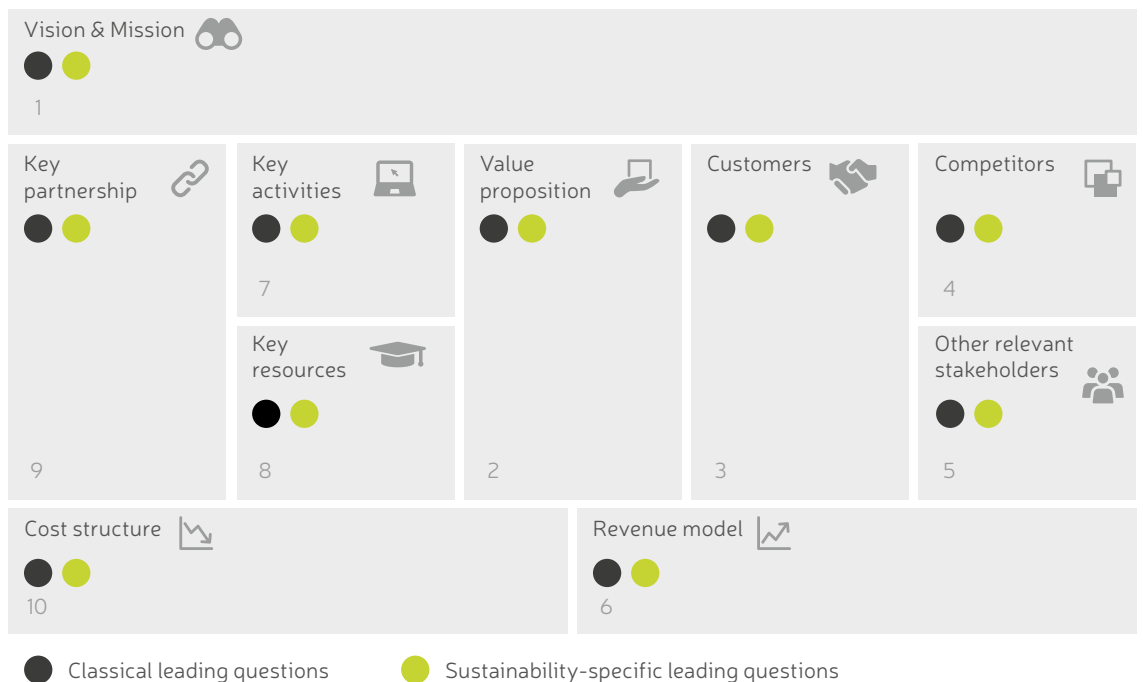 Vision & Mission
1
Key
partnership
9
Key
activities
7
Key
resources
8
Value
proposition
2
Customers
3
Competitors
4
Other relevant
stakeholders
5
Cost structure
10
Revenue model
6
Classical leading questions
Sustainability-specific leading questions